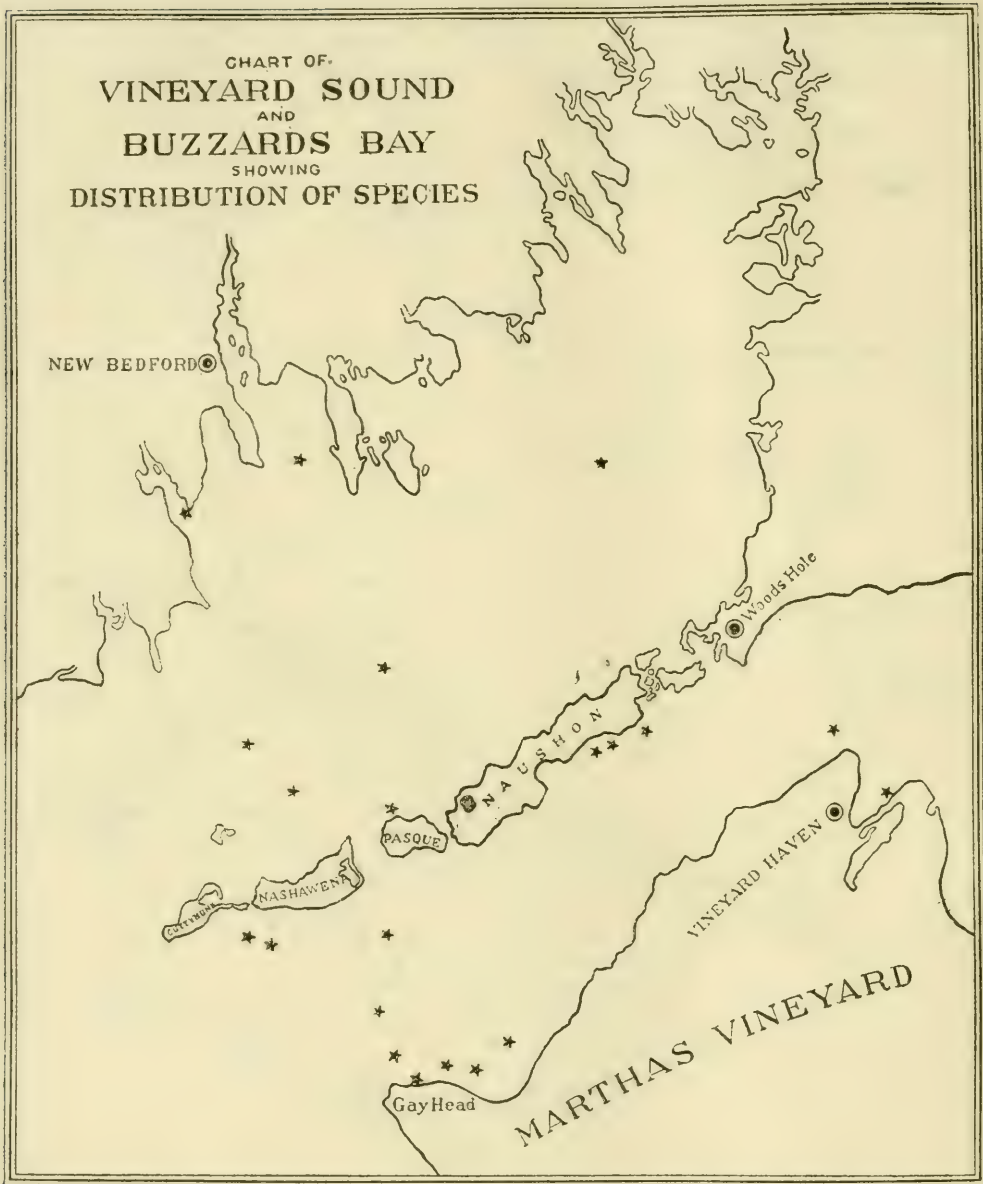 CHART OF
VINEYARD SOUND
AND
BUZZARDS BAY
SHOWING
DISTRIBUTION OF SPECIES
NEW BEDFORD
Woods Hole
NAUSHON
PASQUE
NASHAWENA
CUTTYHUNK
VINEYARD HAVEN
MARTHAS VINEYARD
Gay Head